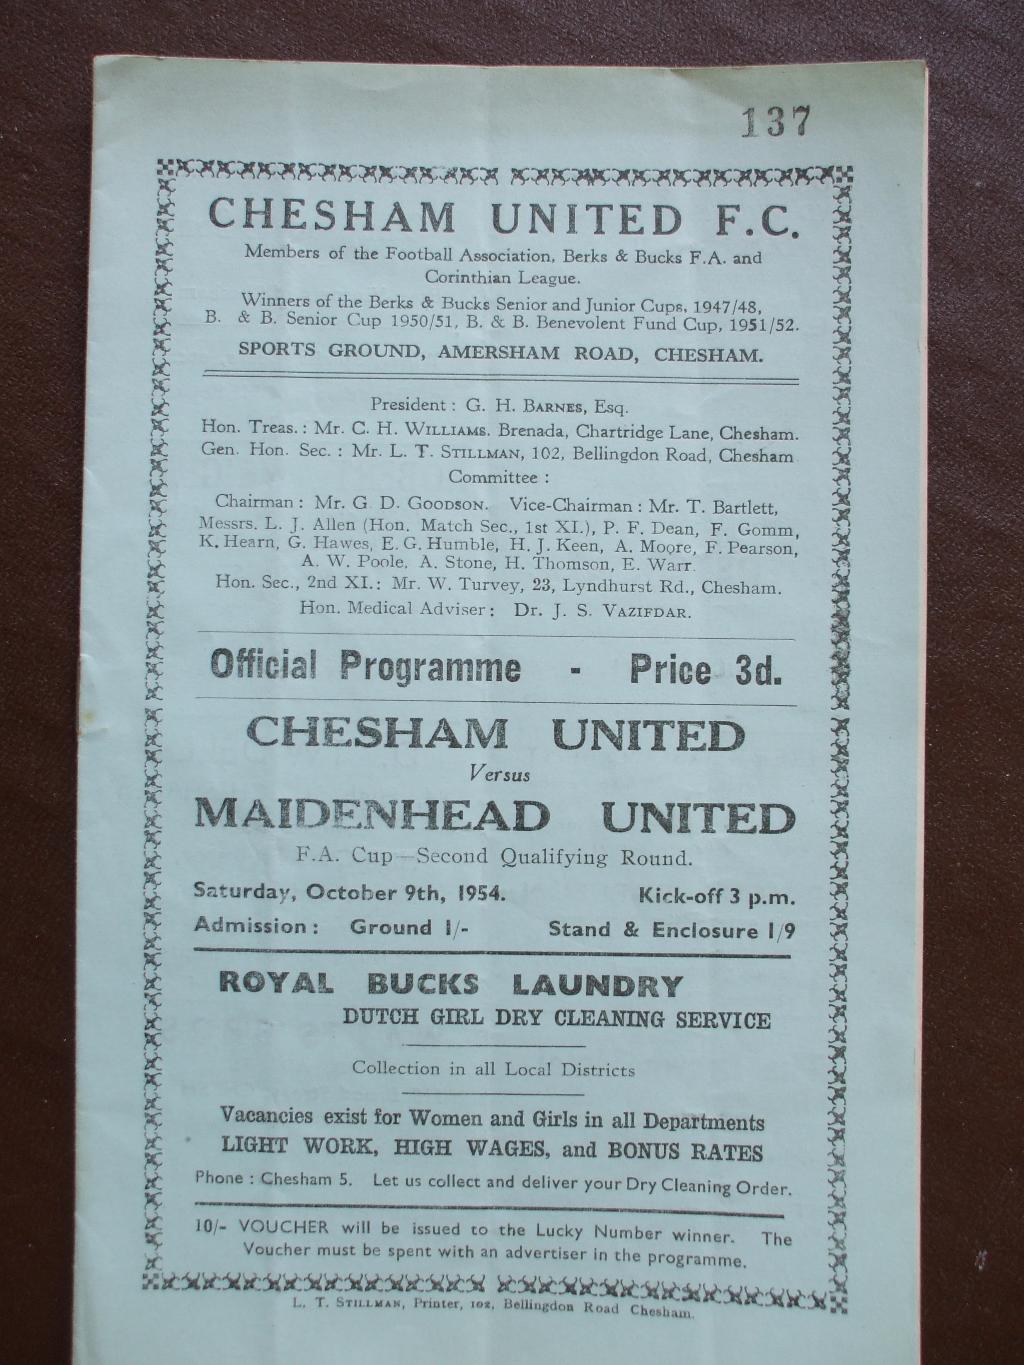 137
CHESHAM UNITED F.C.
Members of the Football Association, Berks & Bucks F.A. and
Corinthian League.
Winners of the Berks & Bucks Senior and Junior Cups, 1947/48,
B. & B. Senior Cup 1950/51, B. & B. Benevolent Fund Cup, 1951/52.
SPORTS GROUND, AMERSHAM ROAD, CHESHAM.
President : G. H. BARNES, Esq.
Hon. Treas. : Mr. C. H. WILLIAMS. Brenada, Chartridge Lane, Chesham.
Gen. Hon. Sec. : Mr. L. T. STILLMAN, 102, Bellingdon Road, Chesham
Committee :
Chairman : Mr. G D. GOODSON. Vice-Chairman : Mr. T. Bartlett,
Messrs. L. J. Allen (Hon. Match Sec., 1st XI.), P. F. Dean, F. Gomm,
K. Hearn, G. Hawes, E. G. Humble, H. J. Keen, A. Moore, F. Pearson,
A. W. Poole, A. Stone, H. Thomson, E. Warr.
Hon. Sec., 2nd XI.: Mr. W. Turvey, 23, Lyndhurst Rd., Chesham.
Hon. Medical Adviser : Dr. J. S. VAZIFDAR.
Official Programme - Price 3d.
CHESHAM UNITED
Versus
MAIDENHEAD UNITED
F.A. Cup—Second Qualifying Round.
Saturday, October 9th, 1954. Kick-off 3 p.m.
Admission : Ground 1/- Stand & Enclosure 1/9
ROYAL BUCKS LAUNDRY
DUTCH GIRL DRY CLEANING SERVICE
Collection in all Local Districts
Vacancies exist for Women and Girls in all Departments
LIGHT WORK, HIGH WAGES, and BONUS RATES
Phone : Chesham 5. Let us collect and deliver your Dry Cleaning Order.
10/- VOUCHER will be issued to the Lucky Number winner. The
Voucher must be spent with an advertiser in the programme.
L. T. STILLMAN, Printer, 102, Bellingdon Road Chesham.